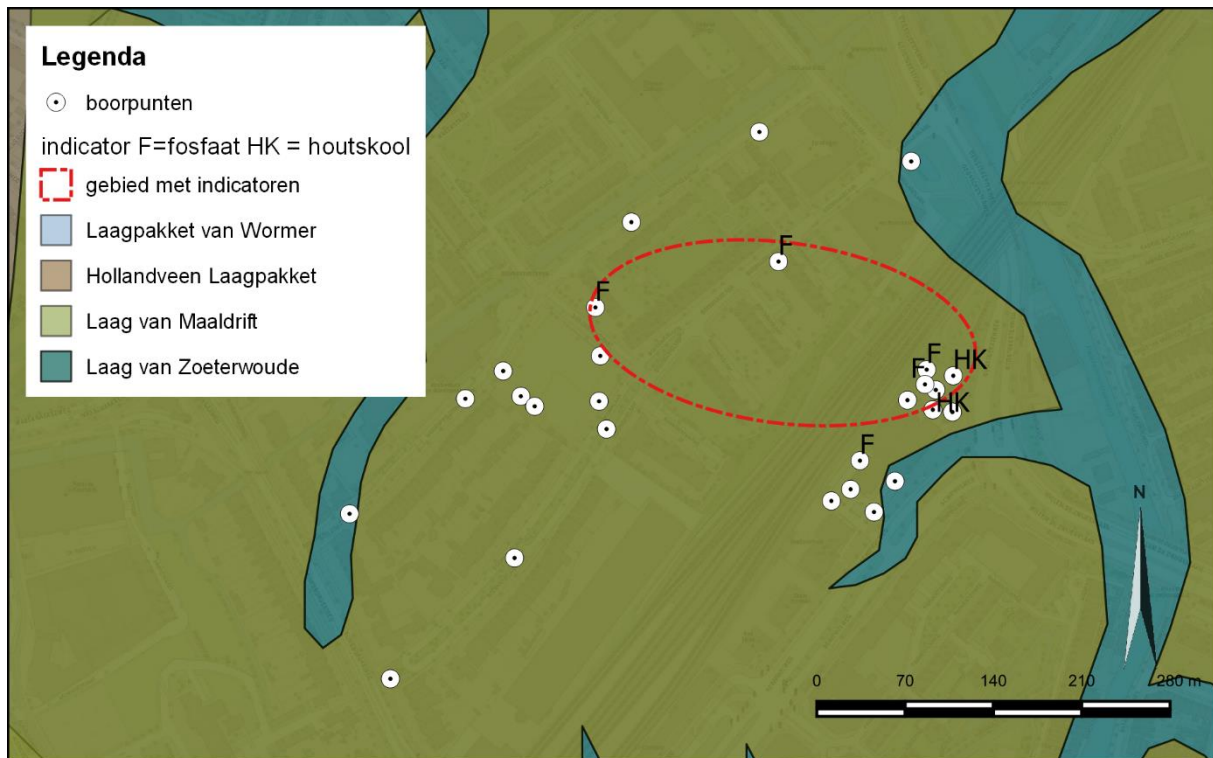 Legenda
boorpunten
indicator F=fosfaat HK = houtskool
gebied met indicatoren
Laagpakket van Wormer
Hollandveen Laagpakket
Laag van Maaldrift
Laag van Zoeterwoude
F
F
F
HK
F
HK
F
N
0 70 140 210 280 m